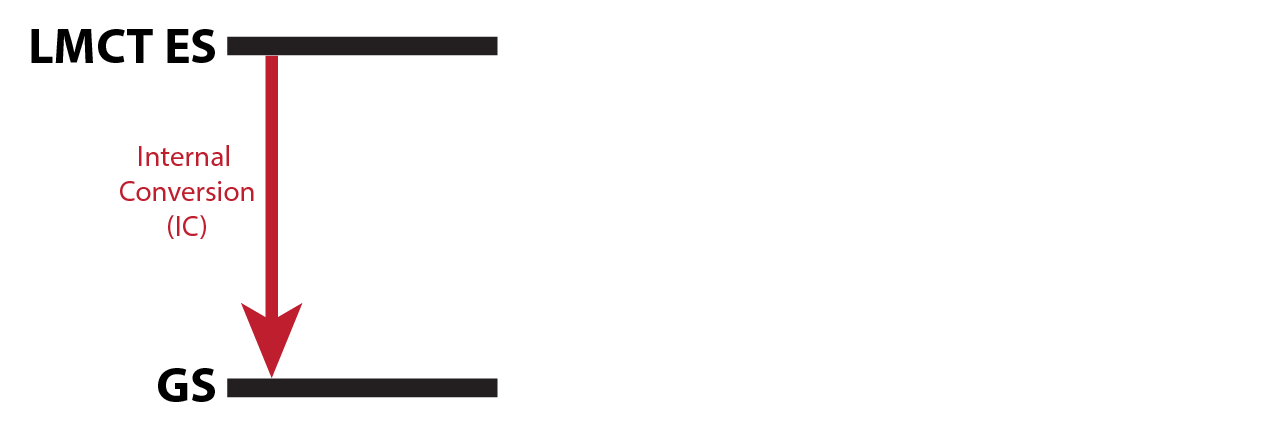 LMCT ES
Internal
Conversion
(IC)
GS